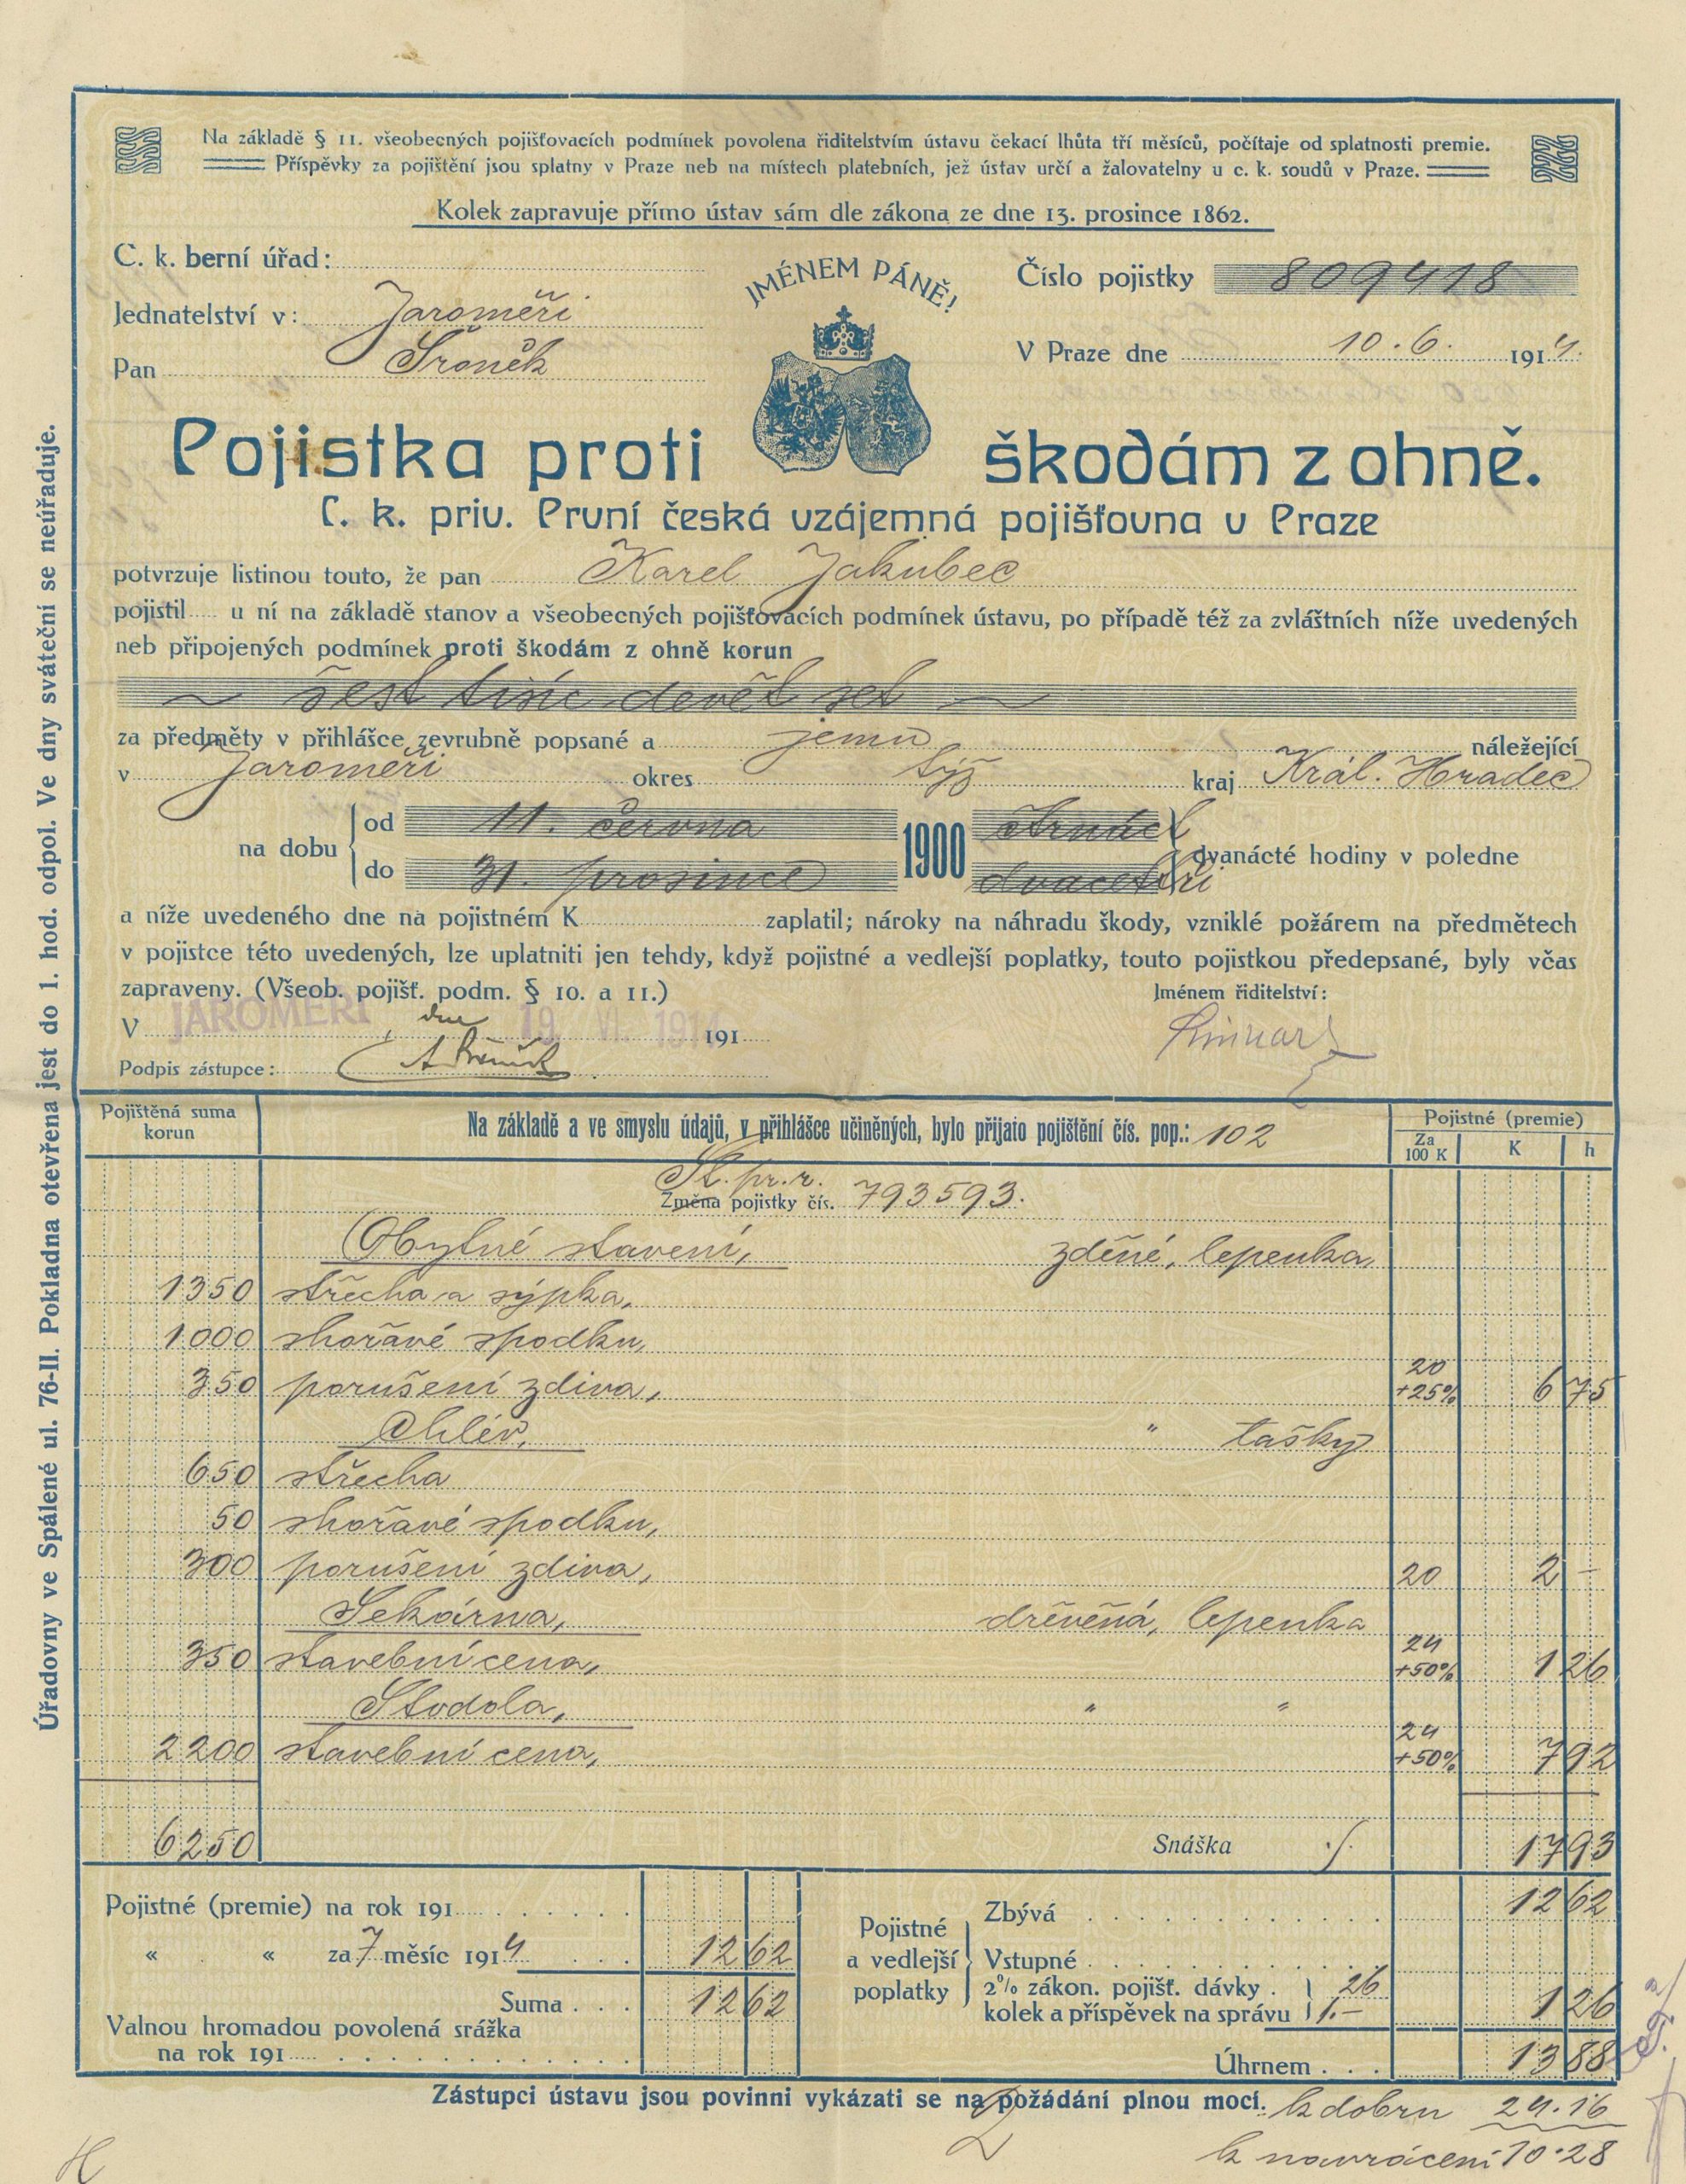 Na základě § 11. všeobecných pojišťovacích podmínek povolena řiditelstvím ústavu čekací lhůta tří měsíců, počítaje od splatnosti premie.
Příspěvky za pojištění jsou splatny v Praze neb na místech platebních, jež ústav určí a žalovatelny u c. k. soudů v Praze.
Kolek zapravuje přímo ústav sám dle zákona ze dne 13. prosince 1862.
C. k. berní úřad:
JMÉNEM PÁNĚ!
Číslo pojistky 809418
Jednatelství v: Jaroměři
V Praze dne 10. 6. 1914.
Pan Sroněk
Pojistka proti škodám z ohně.
C. k. priv. První česká vzájemná pojišťovna v Praze
potvrzuje listinou touto, že pan Karel Jakubec
pojistil u ní na základě stanov a všeobecných pojišťovacích podmínek ústavu, po případě též za zvláštních níže uvedených
neb připojených podmínek proti škodám z ohně korun
~ šest tisíc devět set ~
za předměty v přihlášce zevrubně popsané a jemu náležející
v Jaroměři okres týž kraj Král. Hradec
na dobu od 11. června 1900 čtrnáct
do 31. prosince dvacettři dvanácté hodiny v poledne
a níže uvedeného dne na pojistném K zaplatil; nároky na náhradu škody, vzniklé požárem na předmětech
v pojistce této uvedených, lze uplatniti jen tehdy, když pojistné a vedlejší poplatky, touto pojistkou předepsané, byly včas
zapraveny. (Všeob. pojišť. podm. § 10. a 11.)
Jménem řiditelství:
V JAROMĚŘI, dne 19. VI. 1914 191
Podpis zástupce:
Pojištěná suma korun
Na základě a ve smyslu údajů, v přihlášce učiněných, bylo přijato pojištění čís. pop.: 102
Pojistné (premie)
Za 100 K K h
St. pr. r.
Změna pojistky čís. 793593.
Obytné stavení, zděné, lepenka,
1350 střecha a sýpka,
1000 shořavé spodku,
350 porušení zdiva, 20 +25% 6 75
Chlév, " tašky
650 střecha
50 shořavé spodku,
300 porušení zdiva, 20 2 –
Sekárna, dřevěná, lepenka
350 stavební cena, 24 +50% 1 26
Stodola, " "
2200 stavební cena, 24 +50% 7 92
6250 Snáška ./. 17 93
Pojistné (premie) na rok 191
« « za 7 měsíc 1914 12 62
Suma 12 62
Valnou hromadou povolená srážka
na rok 191
Pojistné a vedlejší poplatky
Zbývá 12 62
Vstupné
2% zákon. pojišť. dávky 26
kolek a příspěvek na správu 1.– 1 26
Úhrnem 13 88
Zástupci ústavu jsou povinni vykázati se na požádání plnou mocí.
k dobru 24.16
k navrácení 10.28
Úřadovny ve Spálené ul. 76-II. Pokladna otevřena jest do 1. hod. odpol. Ve dny sváteční se neúřaduje.